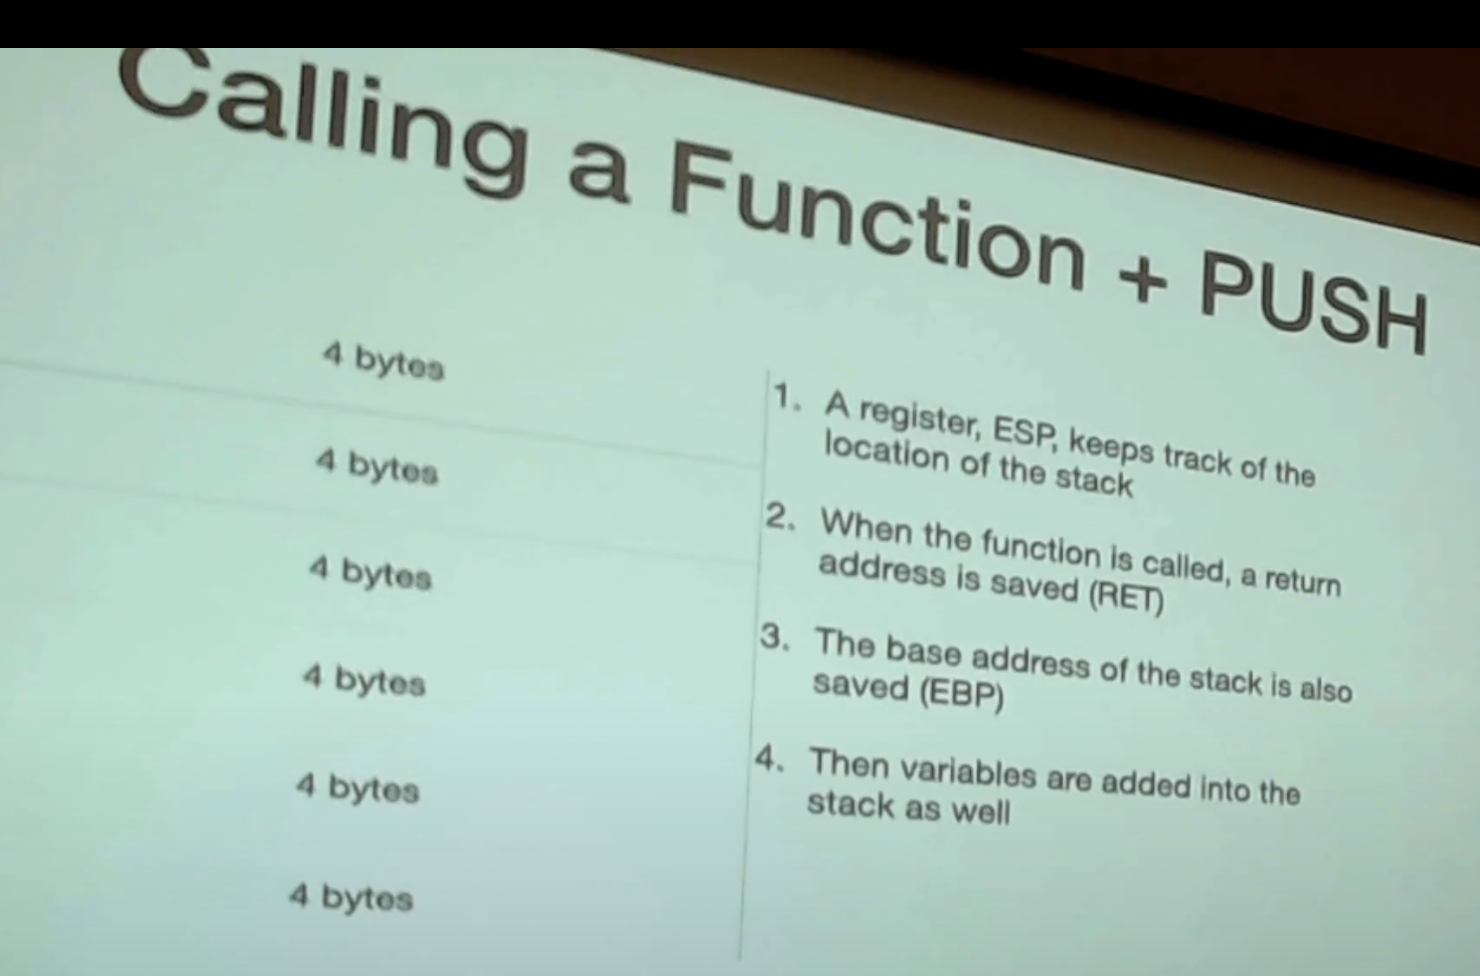 Calling a Function + PUSH
4 bytes
4 bytes
4 bytes
4 bytes
4 bytes
4 bytes
1. A register, ESP, keeps track of the
location of the stack
2. When the function is called, a return
address is saved (RET)
3. The base address of the stack is also
saved (EBP)
4. Then variables are added into the
stack as well